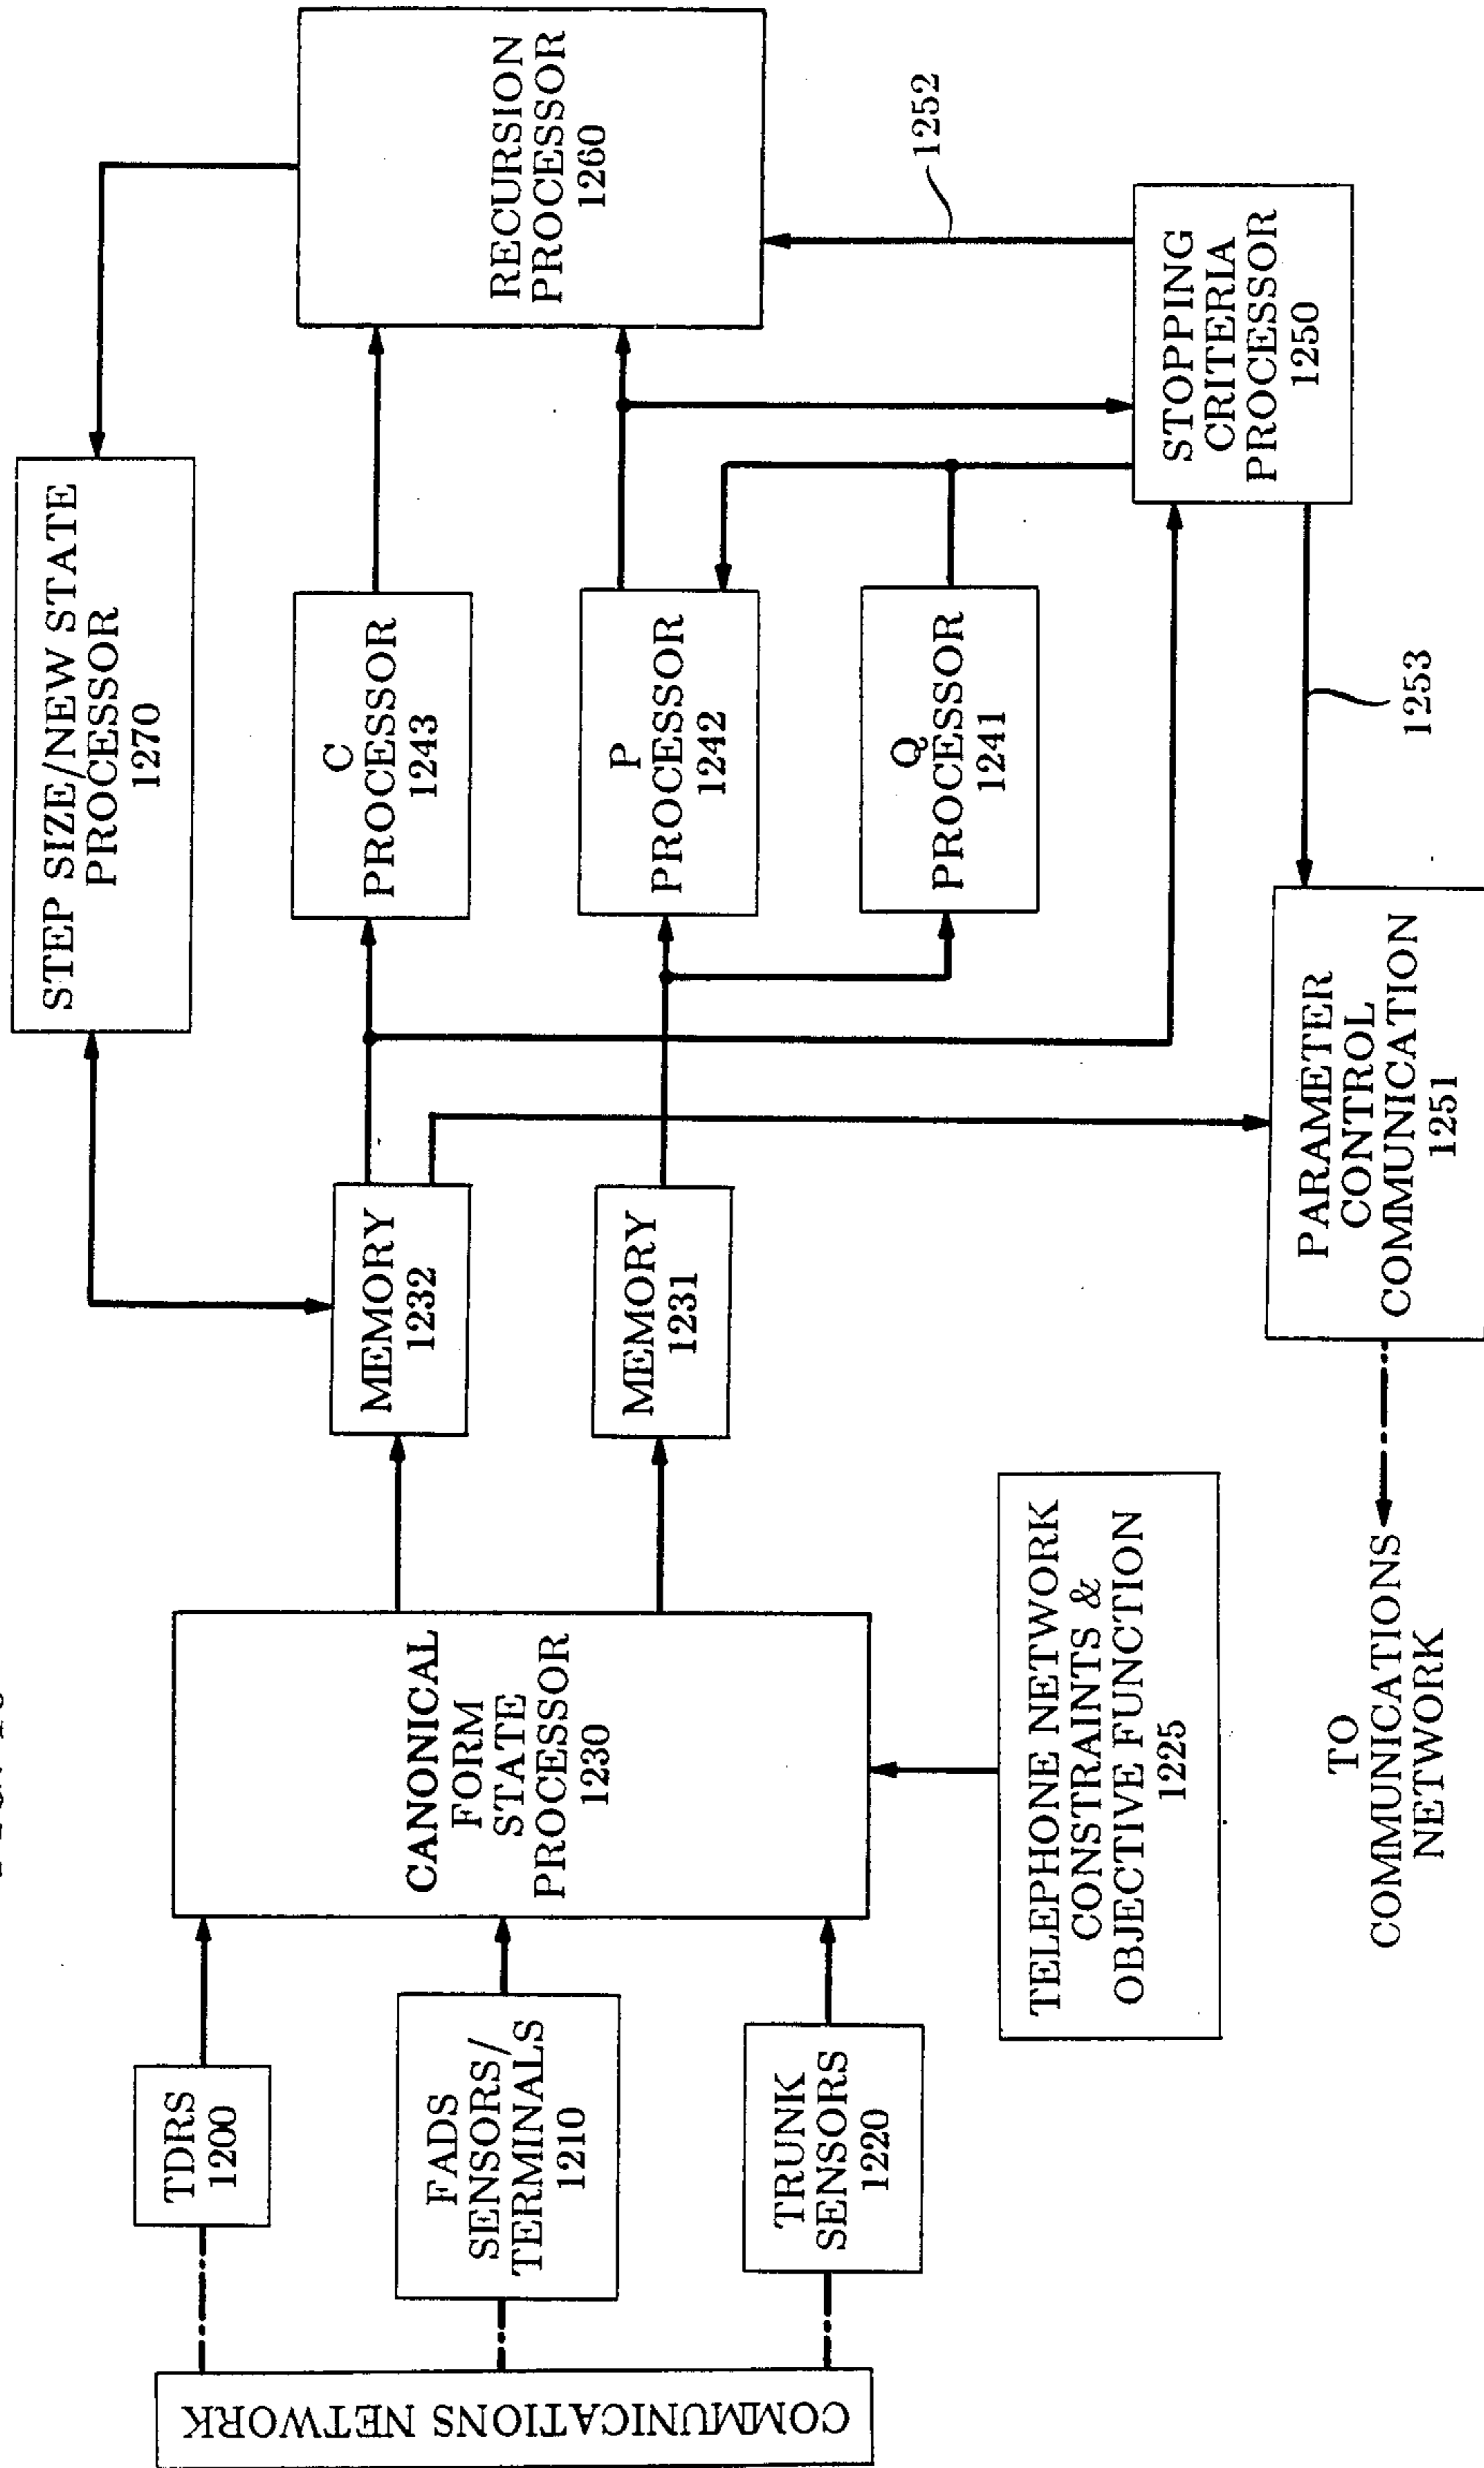 COMMUNICATIONS NETWORK
TDRS
1200
FADS
SENSORS/
TERMINALS
1210
TRUNK
SENSORS
1220
CANONICAL
FORM
STATE
PROCESSOR
1230
TELEPHONE NETWORK
CONSTRAINTS &
OBJECTIVE FUNCTION
1225
MEMORY
1232
MEMORY
1231
STEP SIZE/NEW STATE
PROCESSOR
1270
C
PROCESSOR
1243
P
PROCESSOR
1242
Q
PROCESSOR
1241
RECURSION
PROCESSOR
1260
1252
STOPPING
CRITERIA
PROCESSOR
1250
1253
PARAMETER
CONTROL
COMMUNICATION
1251
TO
COMMUNICATIONS
NETWORK